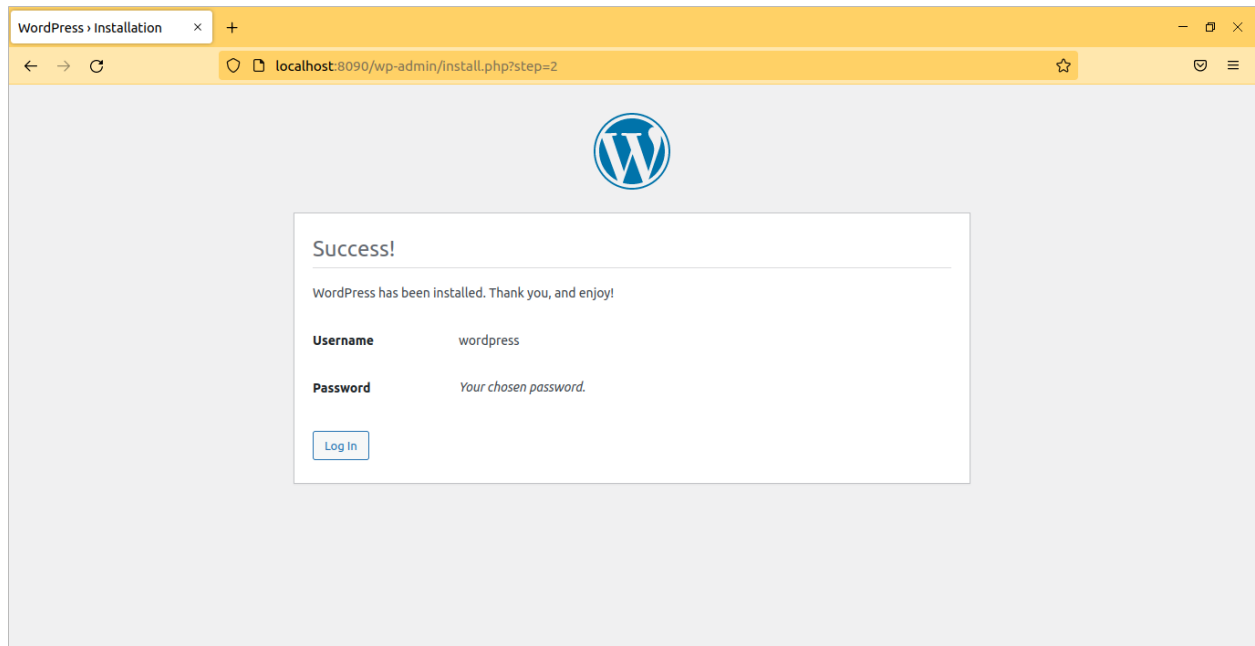 WordPress › Installation
localhost:8090/wp-admin/install.php?step=2
W
Success!
WordPress has been installed. Thank you, and enjoy!
Username wordpress
Password Your chosen password.
Log In